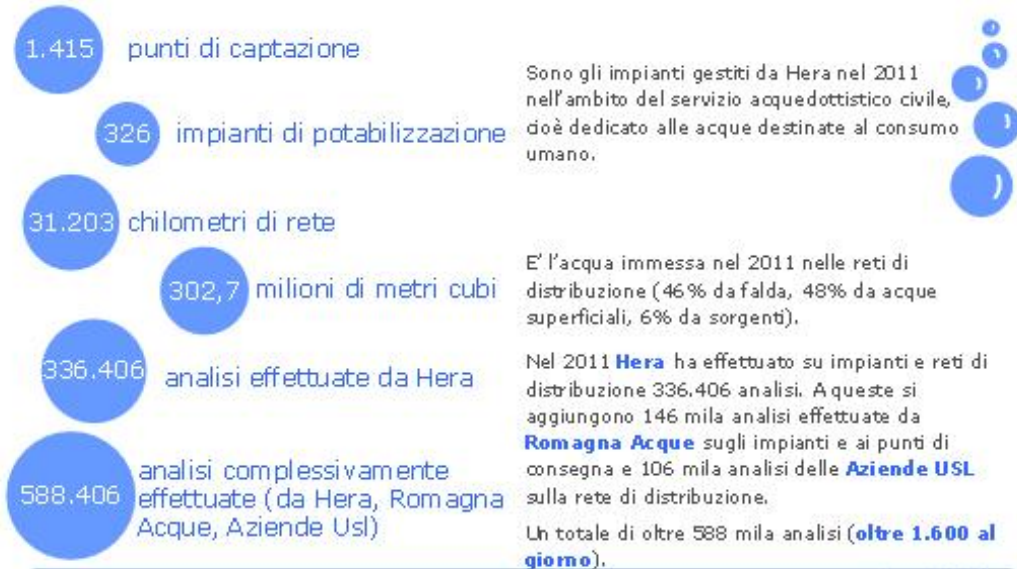 1.415 punti di captazione
326 impianti di potabilizzazione
Sono gli impianti gestiti da Hera nel 2011
nell'ambito del servizio acquedottistico civile,
cioè dedicato alle acque destinate al consumo
umano.
31.203 chilometri di rete
302,7 milioni di metri cubi
E' l'acqua immessa nel 2011 nelle reti di
distribuzione (46% da falda, 48% da acque
superficiali, 6% da sorgenti).
336.406 analisi effettuate da Hera
Nel 2011 Hera ha effettuato su impianti e reti di
distribuzione 336.406 analisi. A queste si
aggiungono 146 mila analisi effettuate da
Romagna Acque sugli impianti e ai punti di
consegna e 106 mila analisi delle Aziende USL
sulla rete di distribuzione.
588.406 analisi complessivamente
effettuate (da Hera, Romagna
Acque, Aziende Usl)
Un totale di oltre 588 mila analisi (oltre 1.600 al
giorno).